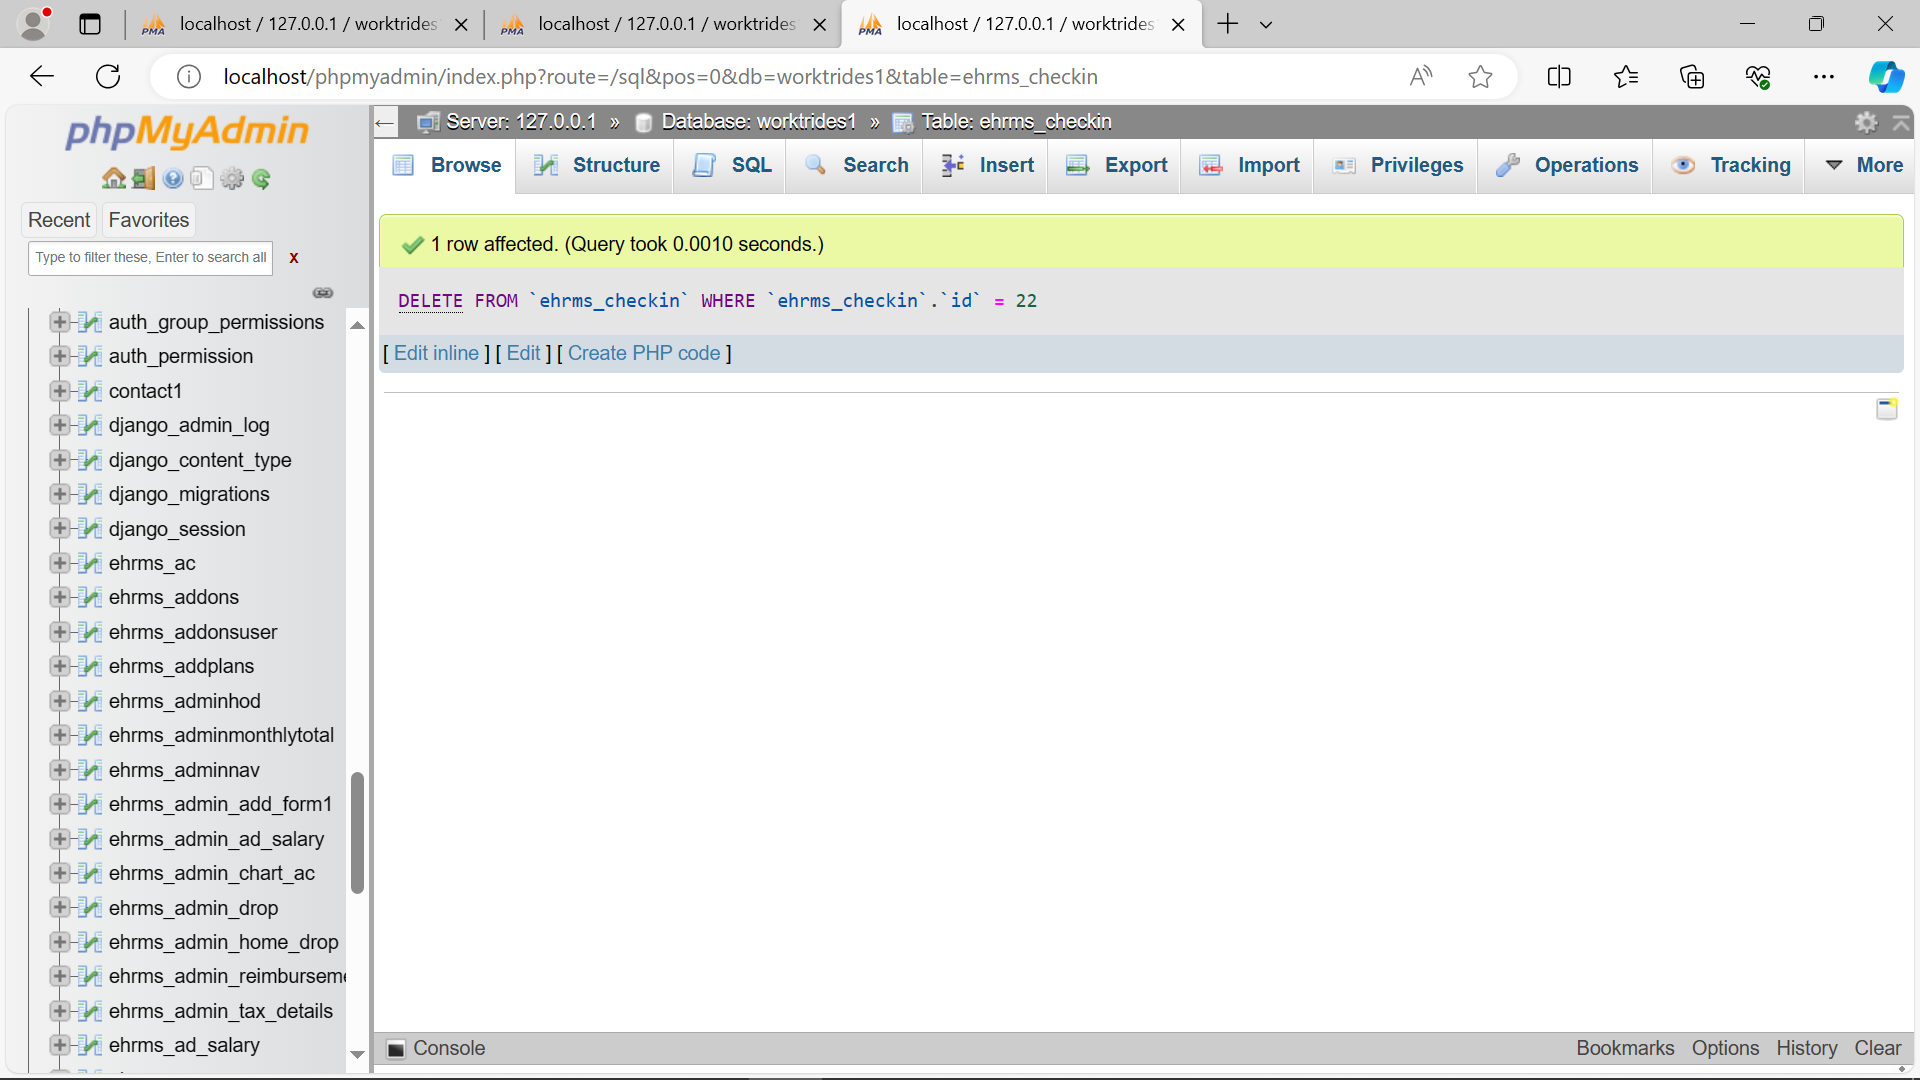 localhost / 127.0.0.1 / worktrides
localhost / 127.0.0.1 / worktrides
localhost / 127.0.0.1 / worktrides
localhost/phpmyadmin/index.php?route=/sql&pos=0&db=worktrides1&table=ehrms_checkin
phpMyAdmin
Recent Favorites
Type to filter these, Enter to search all X
auth_group_permissions
auth_permission
contact1
django_admin_log
django_content_type
django_migrations
django_session
ehrms_ac
ehrms_addons
ehrms_addonsuser
ehrms_addplans
ehrms_adminhod
ehrms_adminmonthlytotal
ehrms_adminnav
ehrms_admin_add_form1
ehrms_admin_ad_salary
ehrms_admin_chart_ac
ehrms_admin_drop
ehrms_admin_home_drop
ehrms_admin_reimburseme
ehrms_admin_tax_details
ehrms_ad_salary
Server: 127.0.0.1 » Database: worktrides1 » Table: ehrms_checkin
Browse Structure SQL Search Insert Export Import Privileges Operations Tracking More
1 row affected. (Query took 0.0010 seconds.)
DELETE FROM `ehrms_checkin` WHERE `ehrms_checkin`.`id` = 22
[ Edit inline ] [ Edit ] [ Create PHP code ]
Console Bookmarks Options History Clear